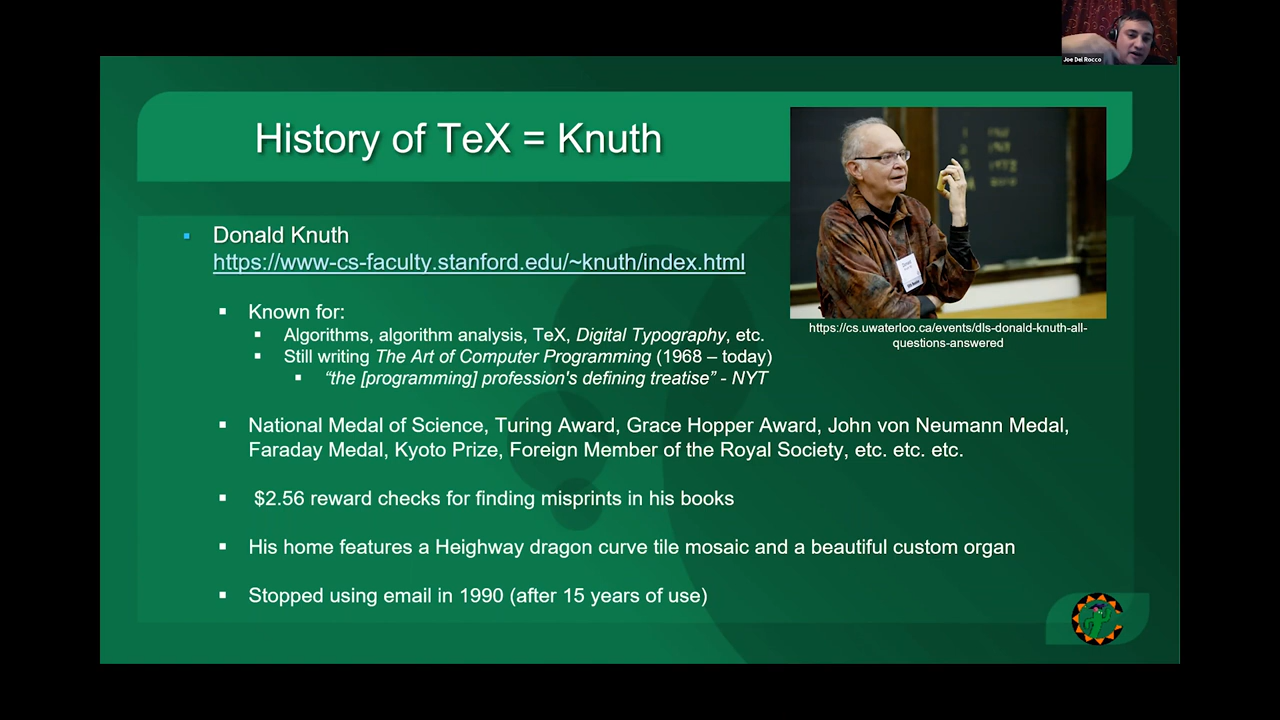 Joe Del Rocco
History of TeX = Knuth
Donald Knuth
https://www-cs-faculty.stanford.edu/~knuth/index.html
Known for:
Algorithms, algorithm analysis, TeX, Digital Typography, etc.
Still writing The Art of Computer Programming (1968 – today)
“the [programming] profession's defining treatise” - NYT
https://cs.uwaterloo.ca/events/dls-donald-knuth-all-
questions-answered
National Medal of Science, Turing Award, Grace Hopper Award, John von Neumann Medal,
Faraday Medal, Kyoto Prize, Foreign Member of the Royal Society, etc. etc. etc.
$2.56 reward checks for finding misprints in his books
His home features a Heighway dragon curve tile mosaic and a beautiful custom organ
Stopped using email in 1990 (after 15 years of use)